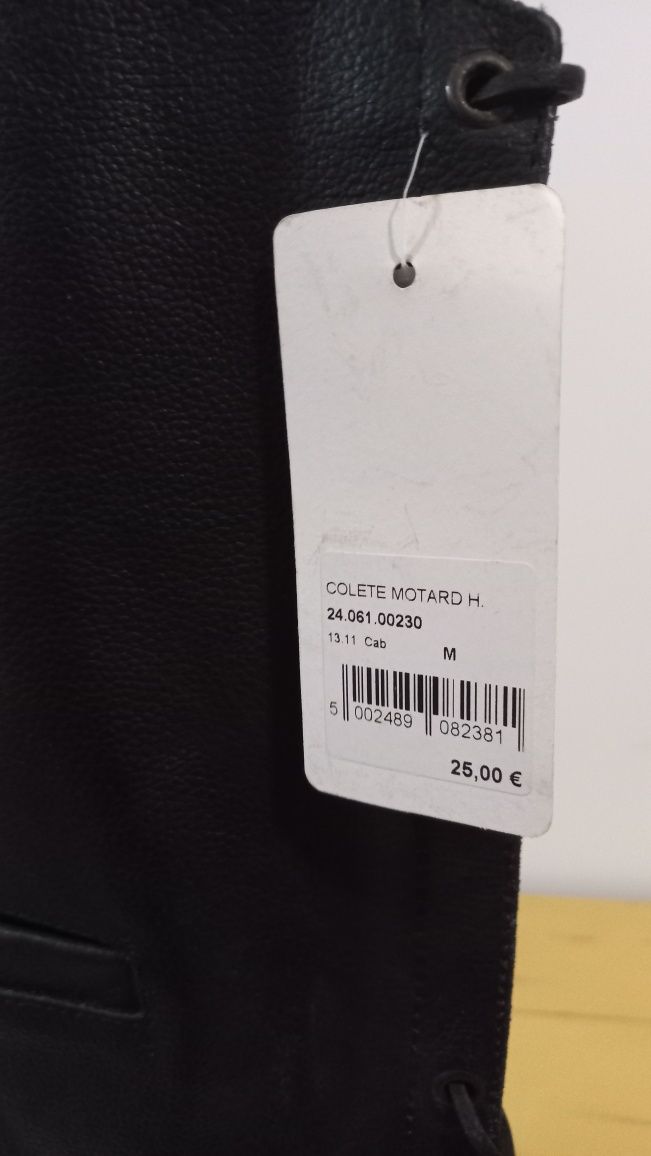 COLETE MOTARD H.
24.061.00230
13.11 Cab
M
5 002489 082381
25,00 €